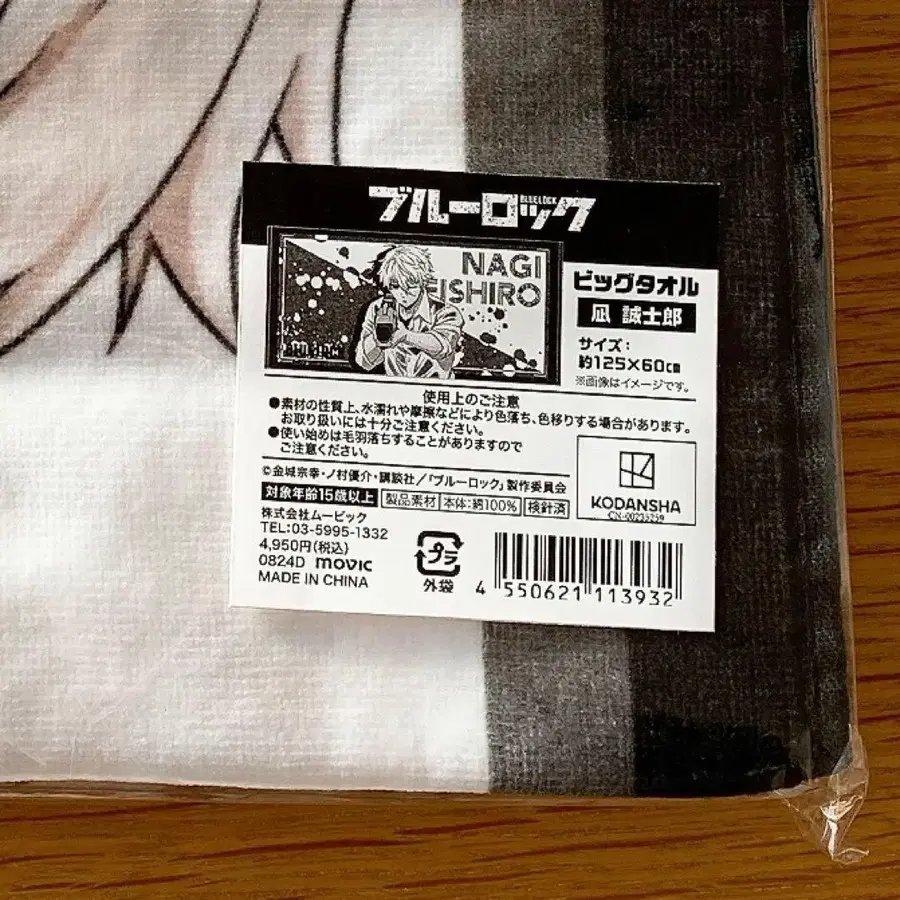 ブルーロック
BLUELOCK
NAGI
EISHIRO
ビッグタオル
凪 誠士郎
サイズ：
約125×60cm
※画像はイメージです。
使用上のご注意
●素材の性質上、水濡れや摩擦などにより色落ち、色移りする場合があります。
お取り扱いには十分ご注意ください。
●使い始めは毛羽落ちすることがありますので
ご注意ください。
©金城宗幸・ノ村優介・講談社／「ブルーロック」製作委員会
対象年齢15歳以上 製品素材 本体：綿100% 検針済
KODANSHA
CN-00235259
株式会社ムービック
TEL:03-5995-1332
4,950円(税込)
0824D movic
MADE IN CHINA
プラ
外袋
4 550621 113932